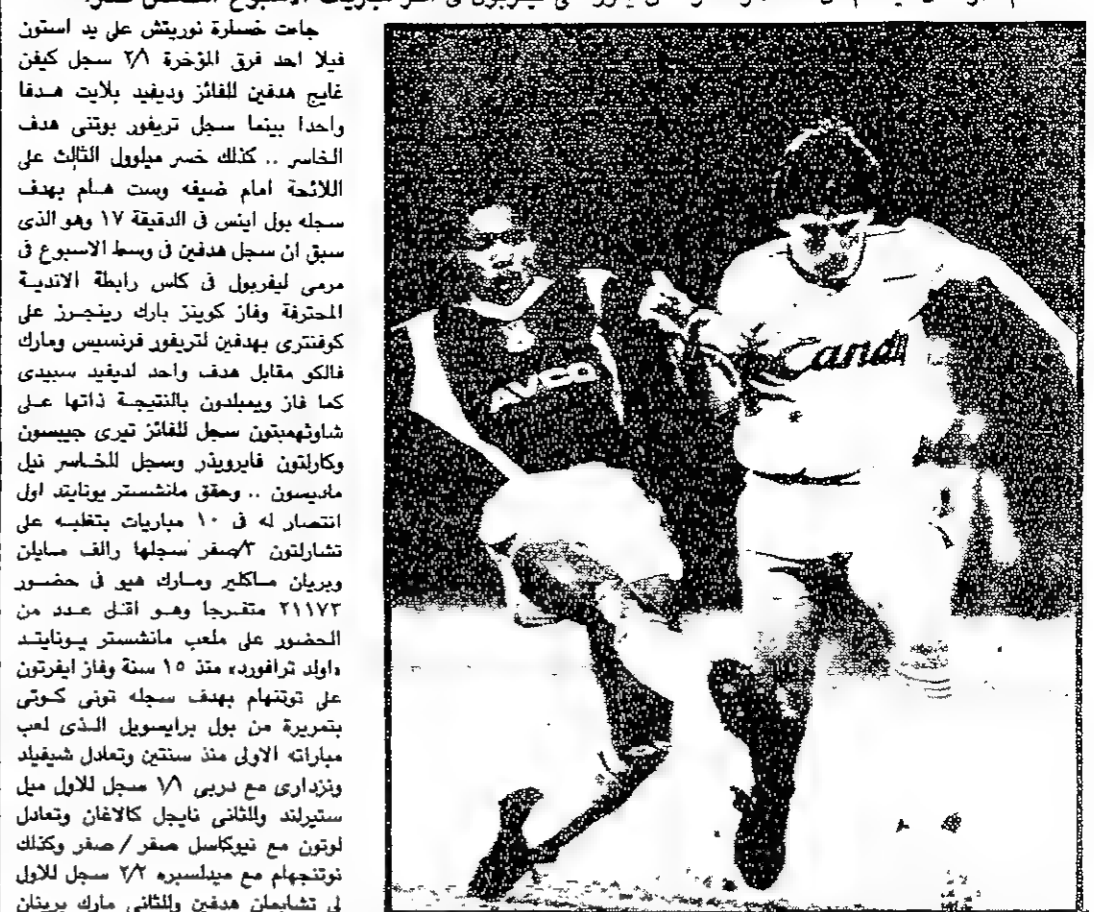 ليفربول في اخر مباريات الاسبوع
جاءت خسارة نوريتش على يد استون
فيلا احد فرق المؤخرة ٢/١ سجل كيفن
غايج هدفين للفائز وديفيد بلايت هدفا
واحدا بينما سجل تريفور بوتنى هدف
الخاسر .. كذلك خسر ميلوول الثالث على
اللائحة امام ضيفه وست هام بهدف
سجله بول اينس فى الدقيقة ١٧ وهو الذى
سبق ان سجل هدفين فى وسط الاسبوع فى
مرمى ليفربول فى كاس رابطة الاندية
المحترفة وفاز كوينز بارك رينجرز على
كوفنترى بهدفين لتريفور فرنسيس ومارك
فالكو مقابل هدف واحد لديفيد سبيدى
كما فاز ويمبلدون بالنتيجة ذاتها على
شاوثهمبتون سجل للفائز تيرى جيبسون
وكارلتون فايرويذر وسجل للخاسر نيل
ماديسون .. وحقق مانشستر يونايتد اول
انتصار له فى ١٠ مباريات بتغلبه على
تشارلتون ٣/صفر سجلها رالف مايلن
وبريان ماكلير ومارك هيو فى حضور
٢١١٧٣ متفرجا وهو أقل عدد من
الحضور على ملعب مانشستر يونايتد
«اولد ترافورد» منذ ١٥ سنة وفاز ايفرتون
على توتنهام بهدف سجله تونى كوتى
بتمريرة من بول برايسويل الذى لعب
مباراته الاولى منذ سنتين وتعادل شيفيلد
ونزدارى مع دربى ١/١ سجل للاول ميل
ستيرلند وللثانى نايجل كالاغان وتعادل
لوتون مع نيوكاسل صفر / صفر وكذلك
نوتنجهام مع ميدلسبره ٢/٢ سجل للاول
لى تشابمان هدفين وللثانى مارك برينان
AVCO
Candy